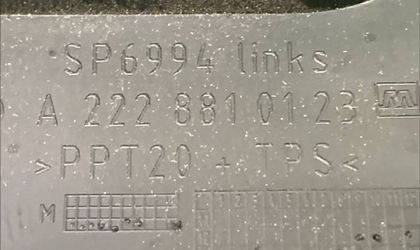 SP6994 links
A 222 881 01 23
>PPT20 + TPS<
M